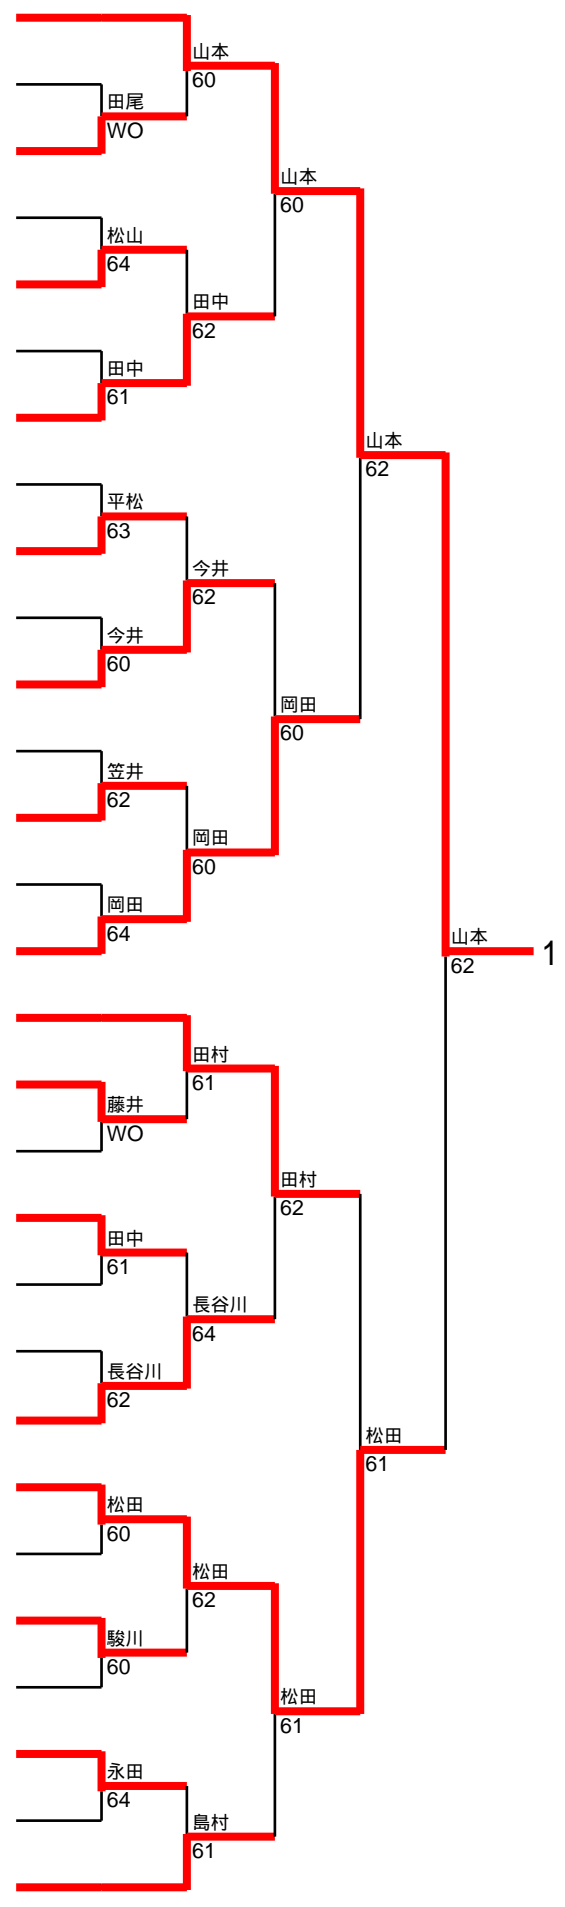 山本
60
田尾
WO
山本
60
松山
64
田中
62
田中
61
山本
62
平松
63
今井
62
今井
60
岡田
60
笠井
62
岡田
60
岡田
64
山本
62
1
田村
61
藤井
WO
田村
62
田中
61
長谷川
64
長谷川
62
松田
61
松田
60
松田
62
駿川
60
松田
61
永田
64
島村
61